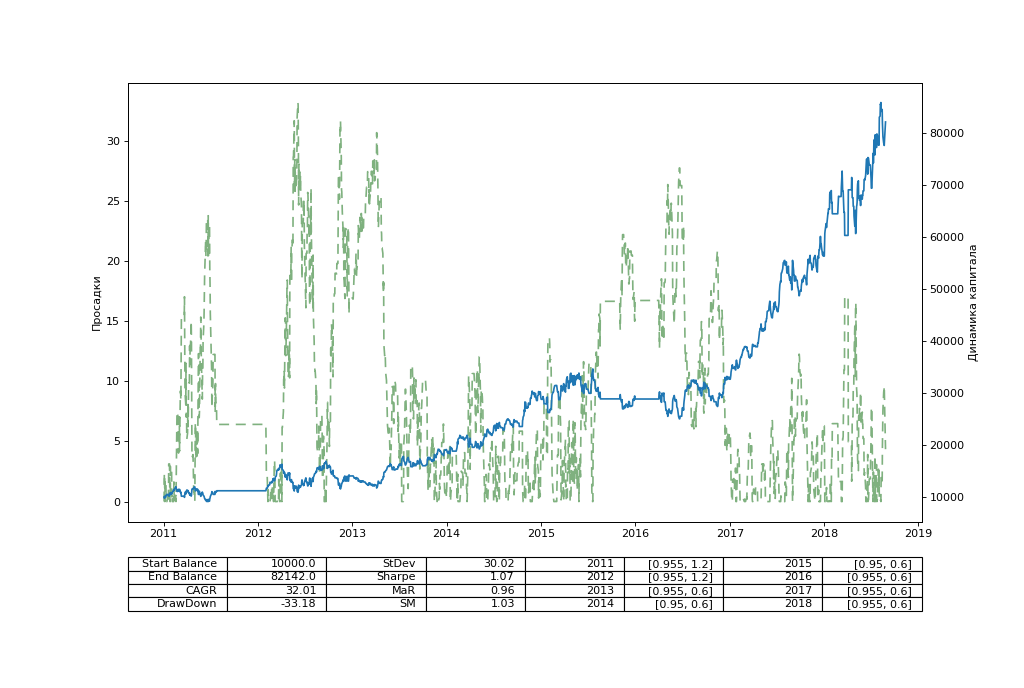 Просадки
30
25
20
15
10
5
0
80000
70000
60000
50000
40000
30000
20000
10000
Динамика капитала
2011 2012 2013 2014 2015 2016 2017 2018 2019
Start Balance 10000.0 StDev 30.02 2011 [0.955, 1.2] 2015 [0.95, 0.6]
End Balance 82142.0 Sharpe 1.07 2012 [0.955, 1.2] 2016 [0.955, 0.6]
CAGR 32.01 MaR 0.96 2013 [0.955, 0.6] 2017 [0.955, 0.6]
DrawDown -33.18 SM 1.03 2014 [0.95, 0.6] 2018 [0.955, 0.6]